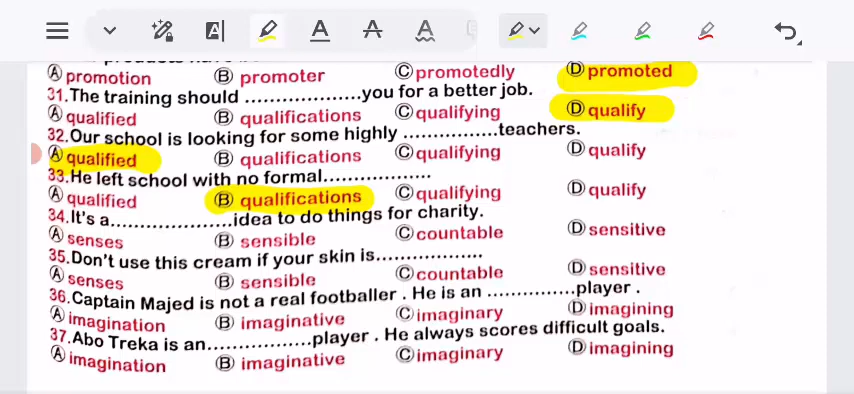 Ⓐ promotion Ⓑ promoter Ⓒ promotedly Ⓓ promoted
31.The training should ...................you for a better job.
Ⓐ qualified Ⓑ qualifications Ⓒ qualifying Ⓓ qualify
32.Our school is looking for some highly ................teachers.
Ⓐ qualified Ⓑ qualifications Ⓒ qualifying Ⓓ qualify
33.He left school with no formal..................
Ⓐ qualified Ⓑ qualifications Ⓒ qualifying Ⓓ qualify
34.It's a....................idea to do things for charity.
Ⓐ senses Ⓑ sensible Ⓒ countable Ⓓ sensitive
35.Don't use this cream if your skin is..................
Ⓐ senses Ⓑ sensible Ⓒ countable Ⓓ sensitive
36.Captain Majed is not a real footballer . He is an ...............player .
Ⓐ imagination Ⓑ imaginative Ⓒ imaginary Ⓓ imagining
37.Abo Treka is an..................player . He always scores difficult goals.
Ⓐ imagination Ⓑ imaginative Ⓒ imaginary Ⓓ imagining